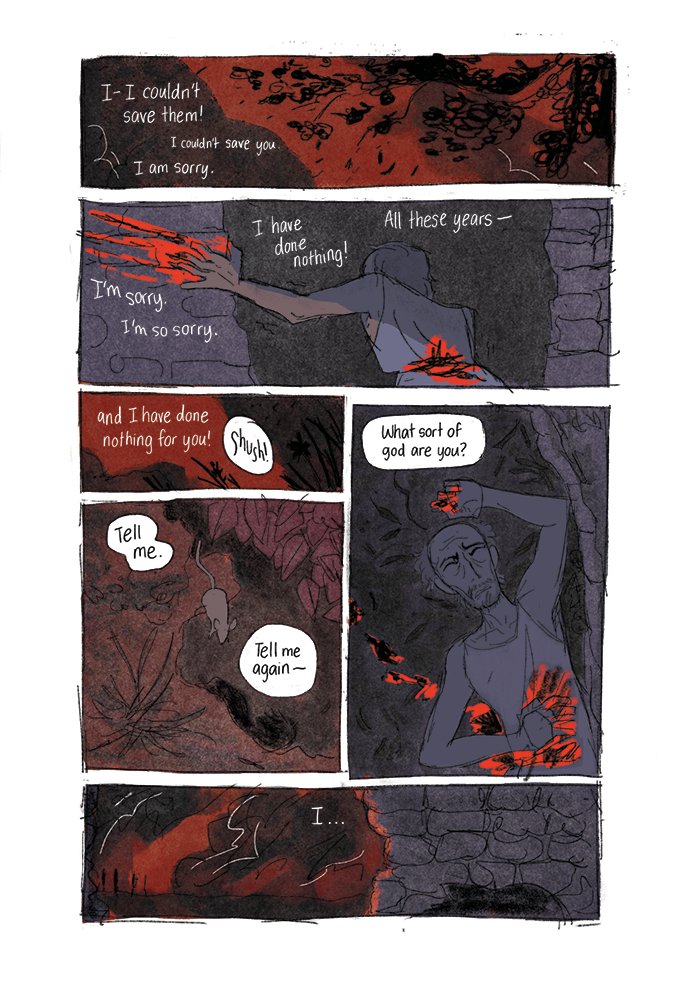 I-I couldn't
save them!
I couldn't save you.
I am sorry.
I have
done
nothing!
All these years—
I'm sorry.
I'm so sorry.
and I have done
nothing for you!
Shush!
What sort of
god are you?
Tell
me.
Tell me
again—
I...